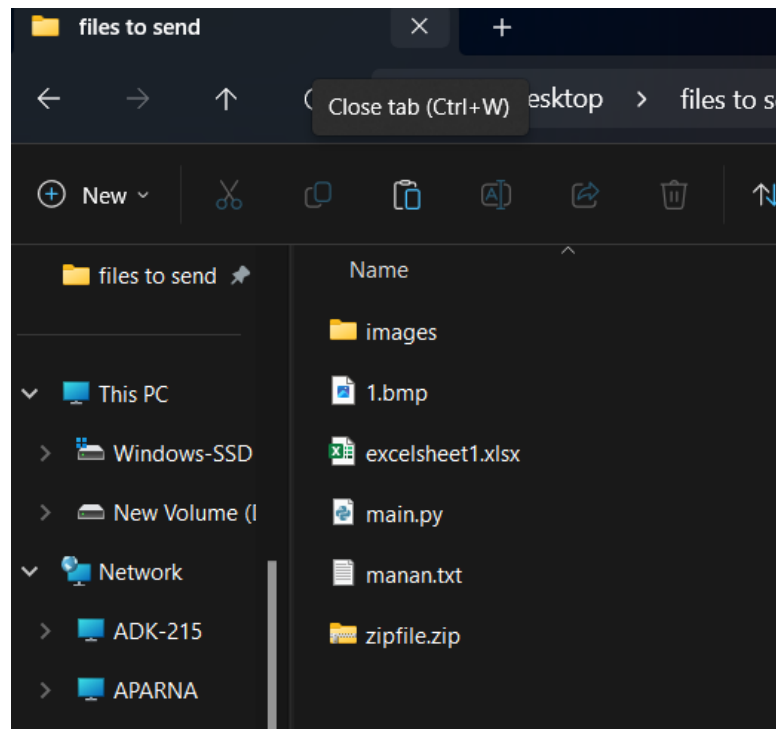 files to send
Close tab (Ctrl+W)
esktop > files to s
New
files to send
Name
images
This PC
1.bmp
Windows-SSD
excelsheet1.xlsx
New Volume (
main.py
Network
manan.txt
ADK-215
zipfile.zip
APARNA